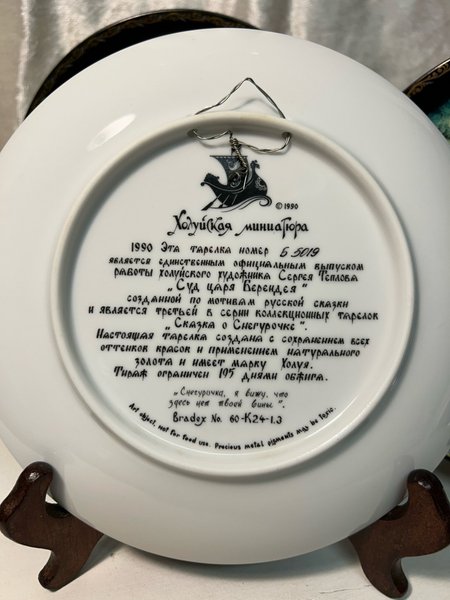 © 1990
Холуйская миниатюра
1990 Эта тарелка номер Б 5019
является единственным официальным выпуском
работы холуйского художника Сергея Теплова
„Суд царя Берендея"
созданной по мотивам русской сказки
и является третьей в серии коллекционных тарелок
„Сказка о Снегурочке".
Настоящая тарелка создана с сохранением всех
оттенков красок и применением натурального
золота и имеет марку Холуя.
Тираж ограничен 195 днями обжига.
„Снегурочка, я вижу, что
здесь нет твоей вины".
Bradex No. 60-K24-1.3
Art object, not for food use. Precious metal pigments may be toxic.